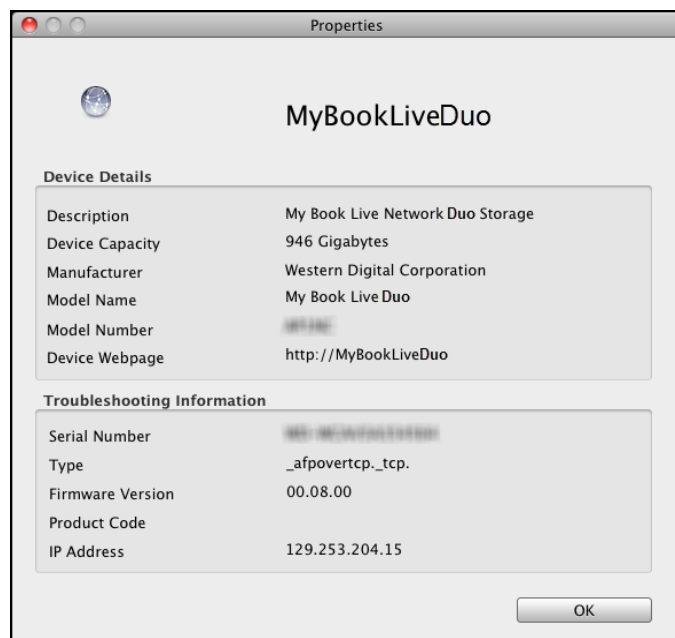 Properties
MyBookLiveDuo
Device Details
Description My Book Live Network Duo Storage
Device Capacity 946 Gigabytes
Manufacturer Western Digital Corporation
Model Name My Book Live Duo
Model Number
Device Webpage http://MyBookLiveDuo
Troubleshooting Information
Serial Number
Type _afpovertcp._tcp.
Firmware Version 00.08.00
Product Code
IP Address 129.253.204.15
OK